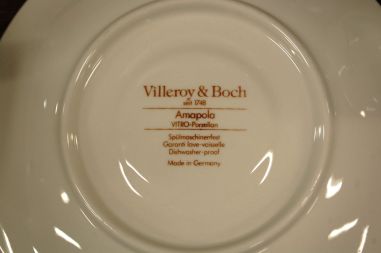 Villeroy & Boch
seit 1748
Amapola
VITRO-Porzellan
Spülmaschinenfest
Garanti lave-vaisselle
Dishwasher-proof
Made in Germany